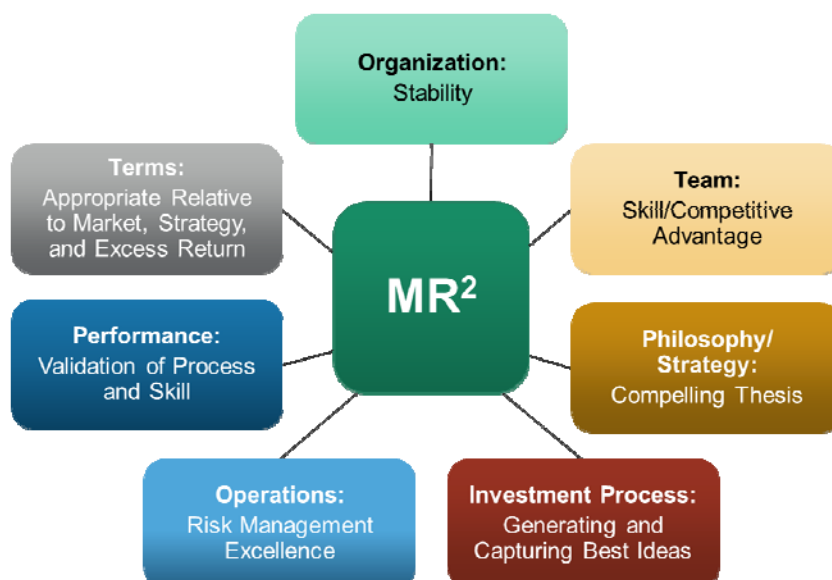 Organization:
Stability
Terms:
Appropriate Relative
to Market, Strategy,
and Excess Return
Team:
Skill/Competitive
Advantage
MR²
Performance:
Validation of Process
and Skill
Philosophy/
Strategy:
Compelling Thesis
Operations:
Risk Management
Excellence
Investment Process:
Generating and
Capturing Best Ideas